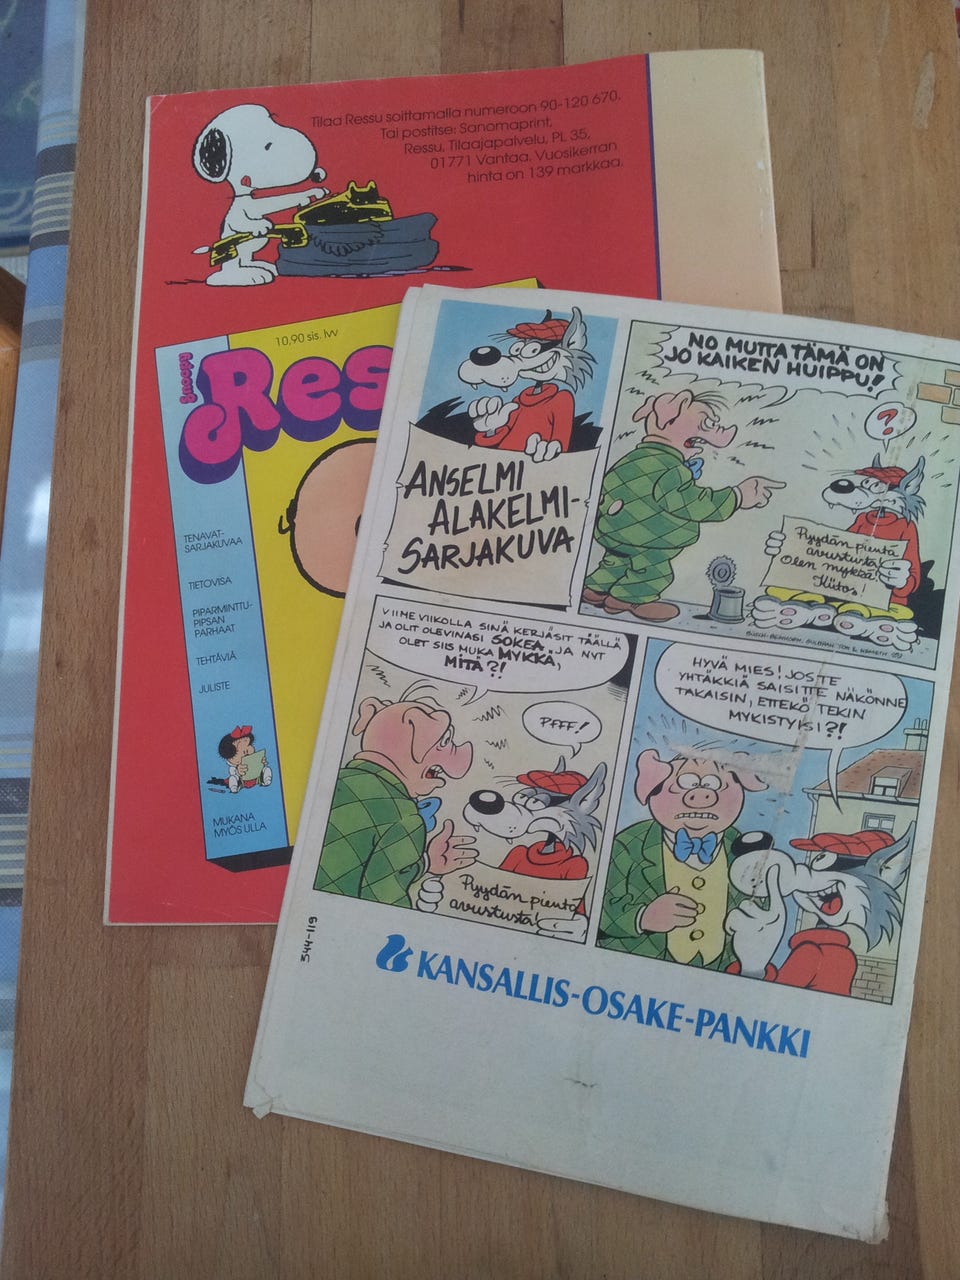 Tilaa Ressu soittamalla numeroon 90-120 670.
Tai postitse: Sanomaprint,
Ressu, Tilaajapalvelu, PL 35,
01771 Vantaa. Vuosikerran
hinta on 139 markkaa.
10,90 sis. lvv
Snoopy
Res
TENAVAT-
SARJAKUVAA
TIETOVISA
PIPARMINTTU-
PIPSAN
PARHAAT
TEHTÄVIÄ
JULISTE
MUKANA
MYÖS ULLA
ANSELMI
ALAKELMI-
SARJAKUVA
NO MUTTA TÄMÄ ON
JO KAIKEN HUIPPU!
?
Pyydän pientä
avustusta!
Olen mykkä!
Kiitos!
VIIME VIIKOLLA SINÄ KERJÄSIT TÄÄLLÄ
JA OLIT OLEVINASI SOKEA, JA NYT
OLET SIIS MUKA MYKKÄ,
MITÄ?!
PFFF!
Pyydän pientä
avustusta!
HYVÄ MIES! JOS TE
YHTÄKKIÄ SAISITTE NÄKÖNNE
TAKAISIN, ETTEKÖ TEKIN
MYKISTYISI?!
344-119
KANSALLIS-OSAKE-PANKKI